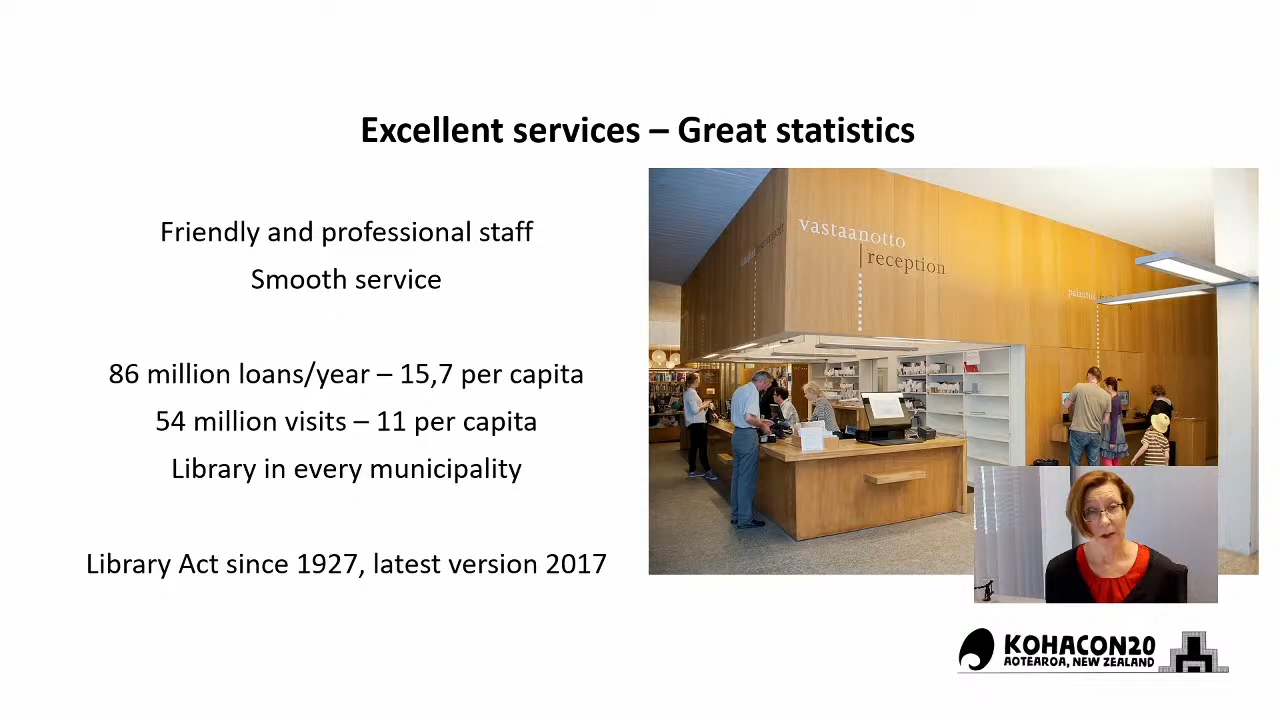 Excellent services – Great statistics
Friendly and professional staff
Smooth service
86 million loans/year – 15,7 per capita
54 million visits – 11 per capita
Library in every municipality
Library Act since 1927, latest version 2017
vastaanotto
reception
palautus
KOHACON20
AOTEAROA, NEW ZEALAND